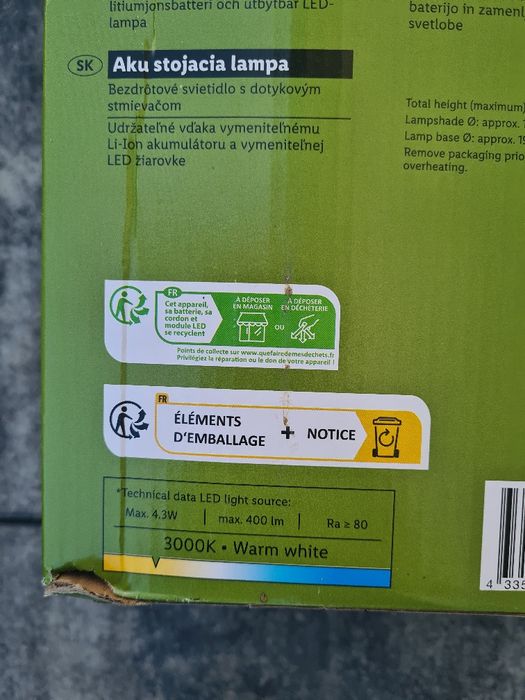 litiumjonsbatteri och utbytbar LED-
lampa
SK
Aku stojacia lampa
Bezdrôtové svietidlo s dotykovým
stmievačom
Udržateľné vďaka vymeniteľnému
Li-Ion akumulátoru a vymeniteľnej
LED žiarovke
baterijo in zamenl
svetlobe
Total height (maximum)
Lampshade Ø: approx.
Lamp base Ø: approx. 19
Remove packaging prio
overheating.
FR
Cet appareil,
sa batterie, sa
cordon et
module LED
se recyclent
À DÉPOSER
EN MAGASIN
OU
À DÉPOSER
EN DÉCHÈTERIE
Points de collecte sur www.quefairedemesdechets.fr
Privilégiez la réparation ou le don de votre appareil !
FR
ÉLÉMENTS
D'EMBALLAGE
+ NOTICE
*Technical data LED light source:
Max. 4.3W | max. 400 lm | Ra ≥ 80
3000K • Warm white
4 335